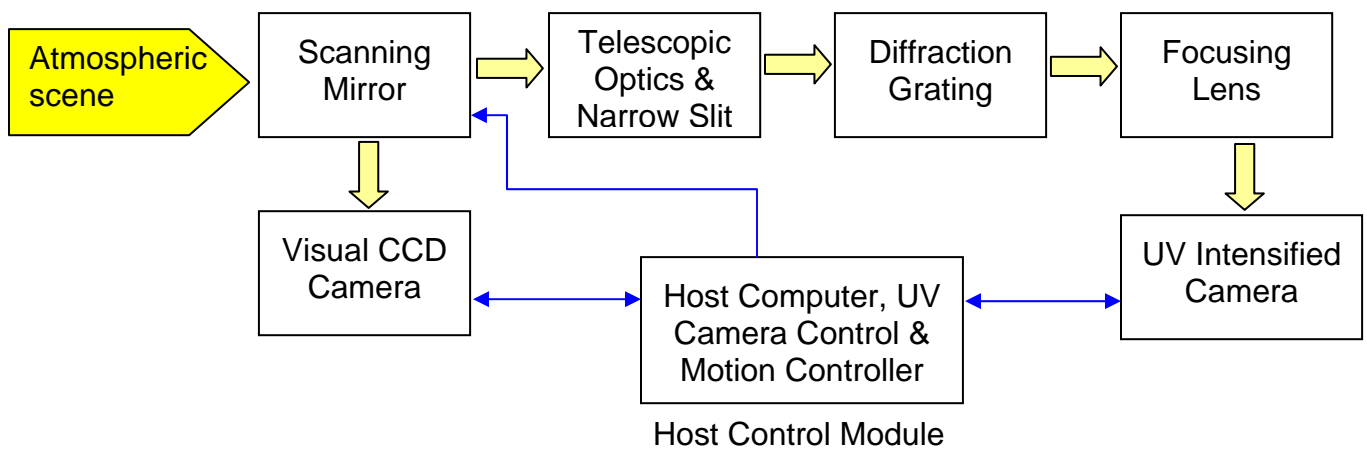 Atmospheric
scene
Scanning
Mirror
Telescopic
Optics &
Narrow Slit
Diffraction
Grating
Focusing
Lens
Visual CCD
Camera
Host Computer, UV
Camera Control &
Motion Controller
UV Intensified
Camera
Host Control Module